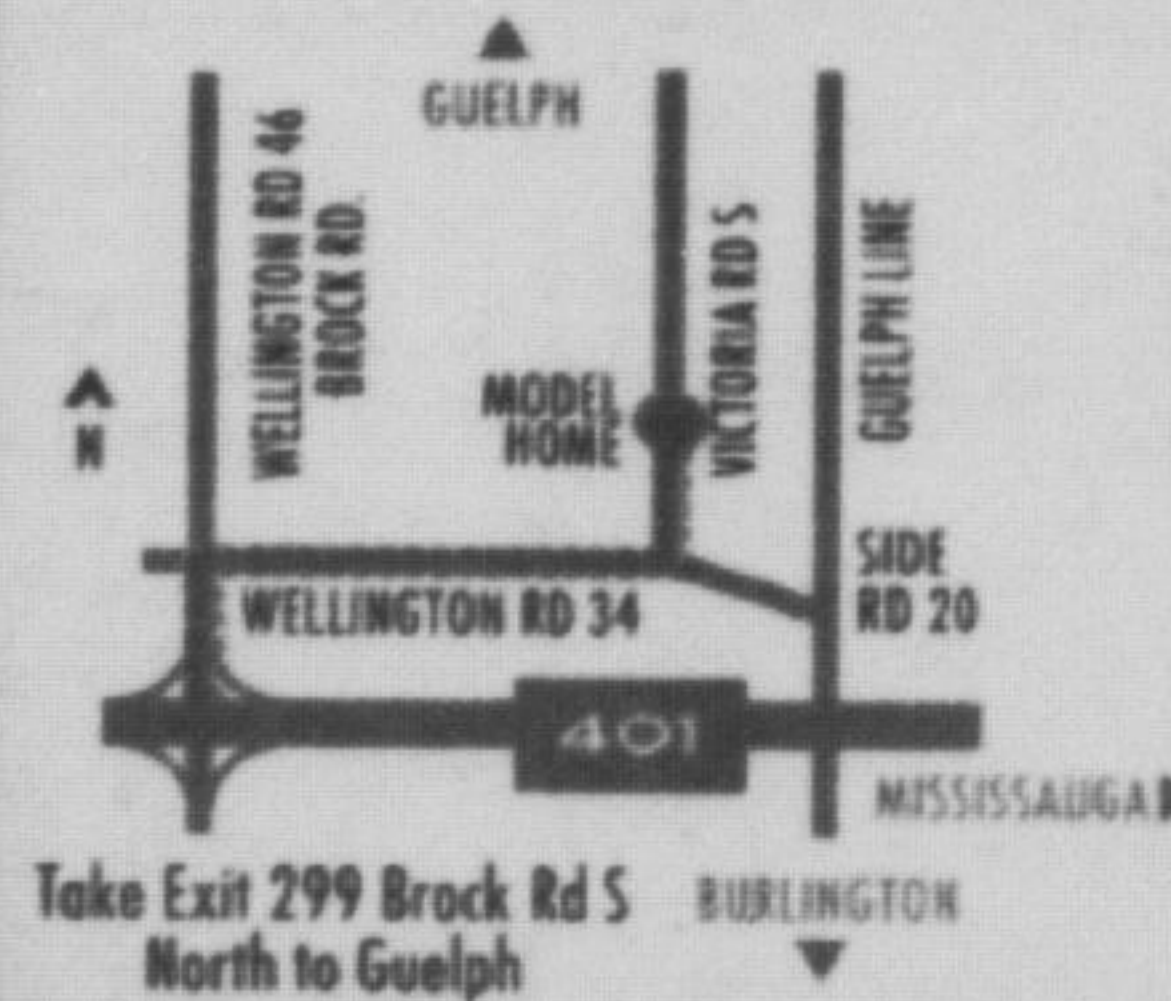 GUELPH
WELLINGTON RD 46
BROCK RD.
VICTORIA RD S
GUELPH LINE
N
MODEL
HOME
SIDE
RD 20
WELLINGTON RD 34
401
MISSISSAUGA
Take Exit 299 Brock Rd S
North to Guelph
BURLINGTON